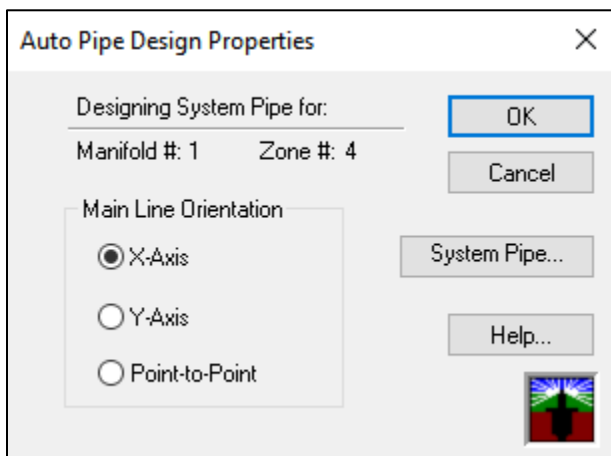 Auto Pipe Design Properties
Designing System Pipe for:
OK
Manifold #: 1 Zone #: 4
Cancel
Main Line Orientation
X-Axis
System Pipe...
Y-Axis
Help...
Point-to-Point